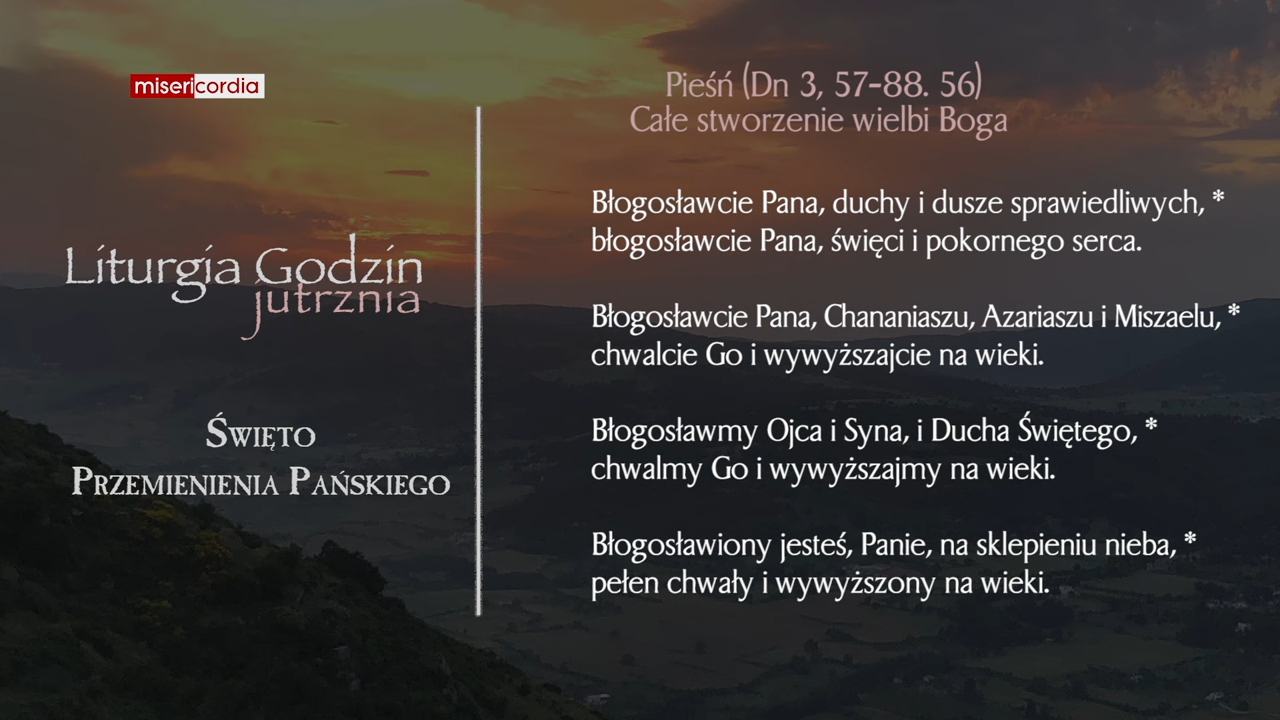 misericordia
Liturgia Godzin
jutrznia
Święto
Przemienienia Pańskiego
Pieśń (Dn 3, 57-88. 56)
Całe stworzenie wielbi Boga
Błogosławcie Pana, duchy i dusze sprawiedliwych, *
błogosławcie Pana, święci i pokornego serca.
Błogosławcie Pana, Chananiaszu, Azariaszu i Miszaelu, *
chwalcie Go i wywyższajcie na wieki.
Błogosławmy Ojca i Syna, i Ducha Świętego, *
chwalmy Go i wywyższajmy na wieki.
Błogosławiony jesteś, Panie, na sklepieniu nieba, *
pełen chwały i wywyższony na wieki.